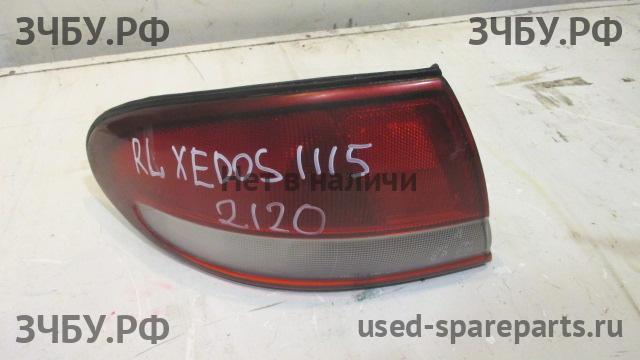 ЗЧБУ.РФ
ЗЧБУ.РФ
RL XEDOS 1115
Нет в наличи
2120
ЗЧБУ.РФ
used-spareparts.ru